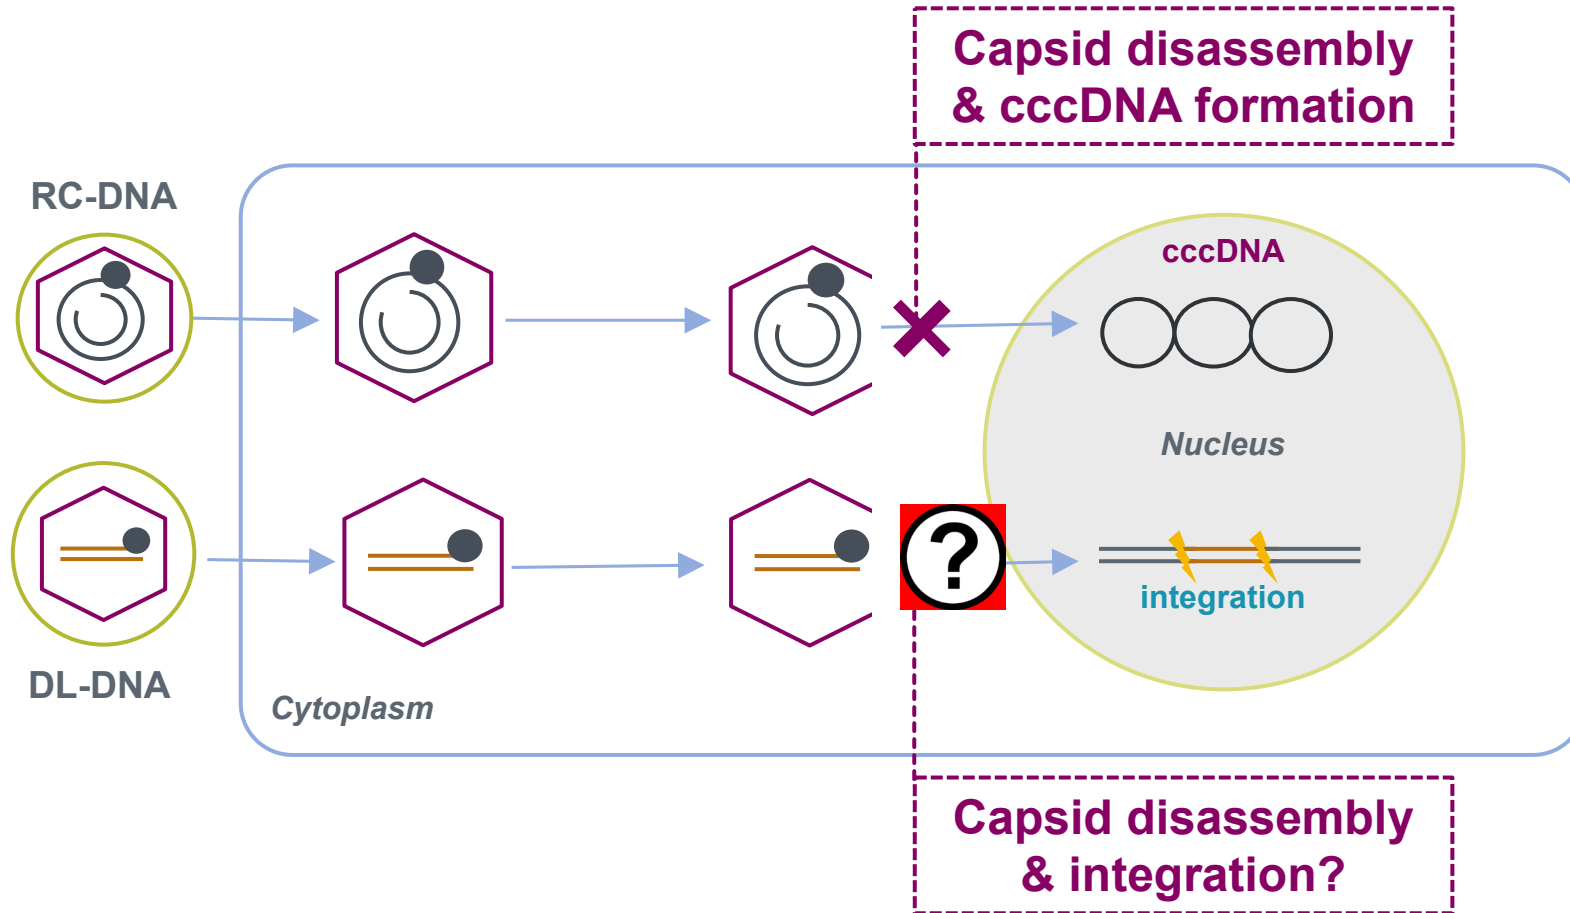 Capsid disassembly
& cccDNA formation
RC-DNA
cccDNA
Nucleus
?
integration
DL-DNA
Cytoplasm
Capsid disassembly
& integration?